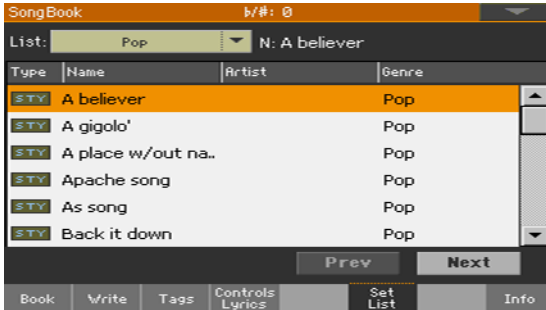 SongBook ♭/#: 0
List: Pop N: A believer
Type Name Artist Genre
STY A believer Pop
STY A gigolo' Pop
STY A place w/out na.. Pop
STY Apache song Pop
STY As song Pop
STY Back it down Pop
Prev Next
Book Write Tags Controls Lyrics Set List Info